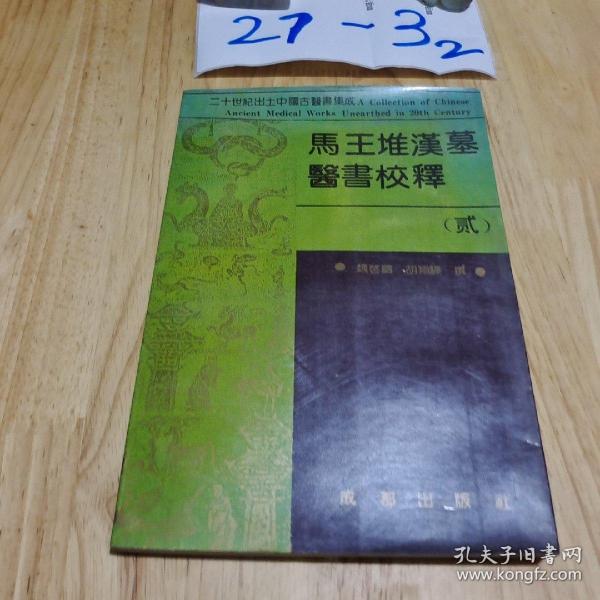 27-32
二十世紀出土中國古醫書集成 A Collection of Chinese
Ancient Medical Works Unearthed in 20th Century
馬王堆漢墓
醫書校釋
(贰)
成都出版社
孔夫子旧书网
www.kongfz.com